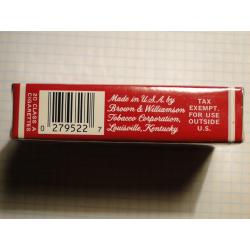 20 CLASS A
CIGARETTES
0 279522 7
Made in U.S.A. by
Brown & Williamson
Tobacco Corporation,
Louisville, Kentucky
TAX
EXEMPT.
FOR USE
OUTSIDE
U.S.